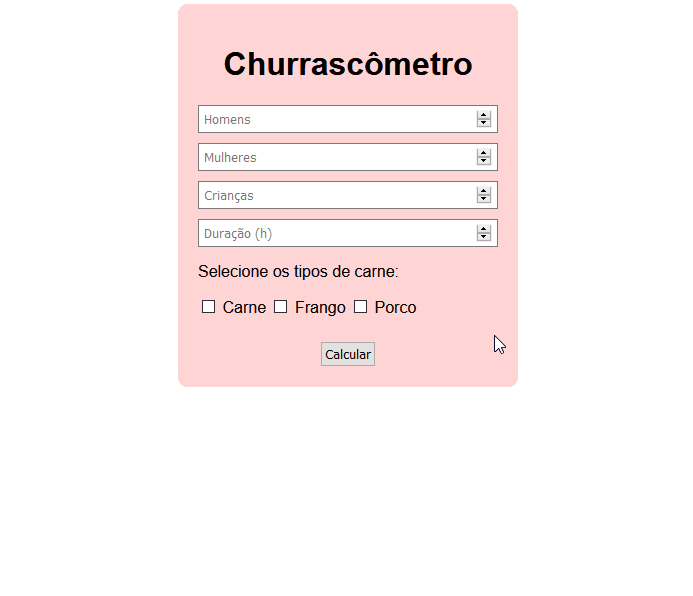 Churrascômetro
Homens
Mulheres
Crianças
Duração (h)
Selecione os tipos de carne:
Carne Frango Porco
Calcular